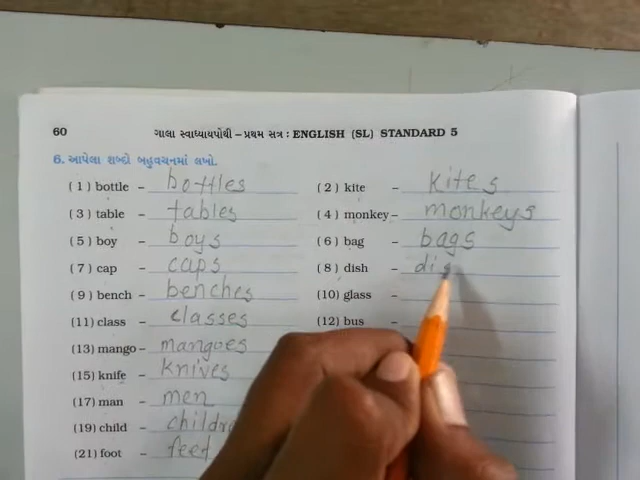 60 ગાલા સ્વાધ્યાયપોથી – પ્રથમ સત્ર : ENGLISH (SL) STANDARD 5
6. આપેલા શબ્દો બહુવચનમાં લખો.
(1) bottle – bottles (2) kite – kites
(3) table – tables (4) monkey – monkeys
(5) boy – boys (6) bag – bags
(7) cap – caps (8) dish – dis
(9) bench – benches (10) glass –
(11) class – classes (12) bus
(13) mango – mangoes
(15) knife – knives
(17) man – men
(19) child – childr
(21) foot – feet